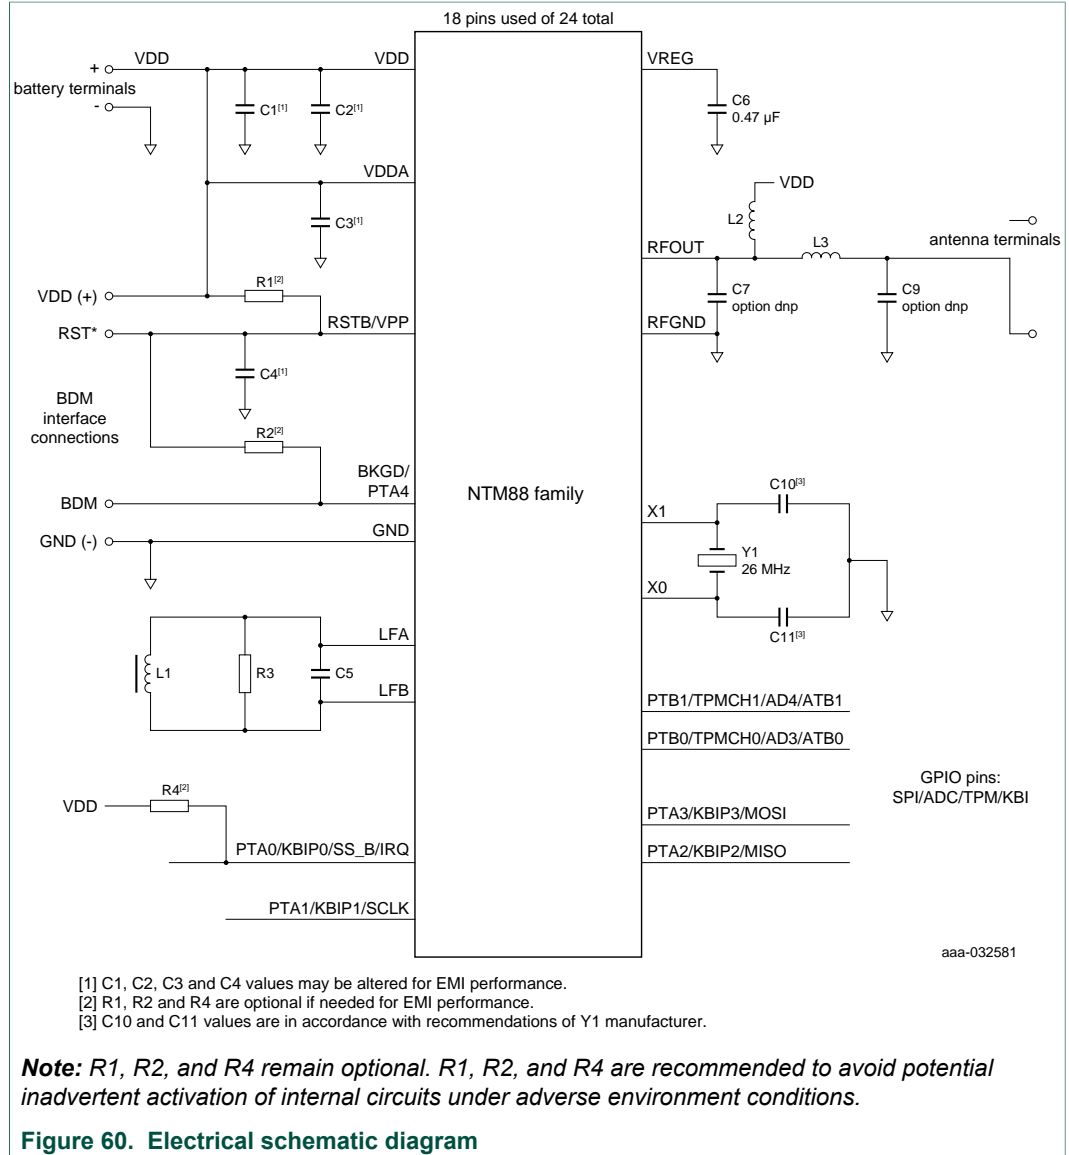 18 pins used of 24 total
VDD
VDD
VREG
+
battery terminals
-
C1[1]
C2[1]
C6
0.47 µF
VDDA
VDD
C3[1]
L2
L3
antenna terminals
RFOUT
VDD (+)
R1[2]
C7
option dnp
C9
option dnp
RST*
RSTB/VPP
RFGND
C4[1]
BDM
interface
connections
R2[2]
BKGD/
PTA4
NTM88 family
C10[3]
BDM
X1
GND (-)
GND
Y1
26 MHz
X0
C11[3]
LFA
L1
R3
C5
LFB
PTB1/TPMCH1/AD4/ATB1
PTB0/TPMCH0/AD3/ATB0
GPIO pins:
SPI/ADC/TPM/KBI
R4[2]
VDD
PTA3/KBIP3/MOSI
PTA0/KBIP0/SS_B/IRQ
PTA2/KBIP2/MISO
PTA1/KBIP1/SCLK
aaa-032581
[1] C1, C2, C3 and C4 values may be altered for EMI performance.
[2] R1, R2 and R4 are optional if needed for EMI performance.
[3] C10 and C11 values are in accordance with recommendations of Y1 manufacturer.
Note: R1, R2, and R4 remain optional. R1, R2, and R4 are recommended to avoid potential
inadvertent activation of internal circuits under adverse environment conditions.
Figure 60. Electrical schematic diagram